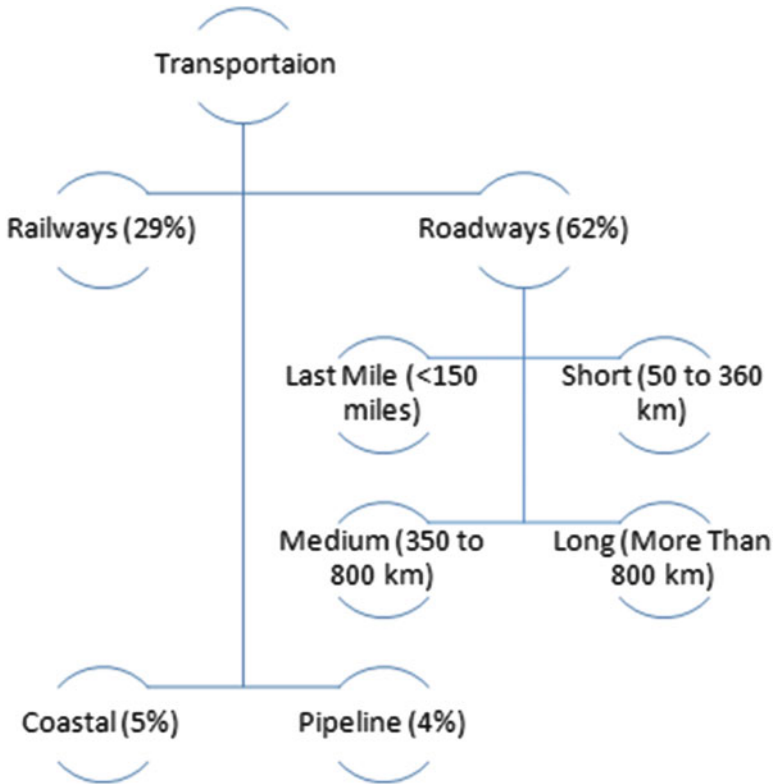 Transportaion
Railways (29%)
Roadways (62%)
Last Mile (<150
miles)
Short (50 to 360
km)
Medium (350 to
800 km)
Long (More Than
800 km)
Coastal (5%)
Pipeline (4%)